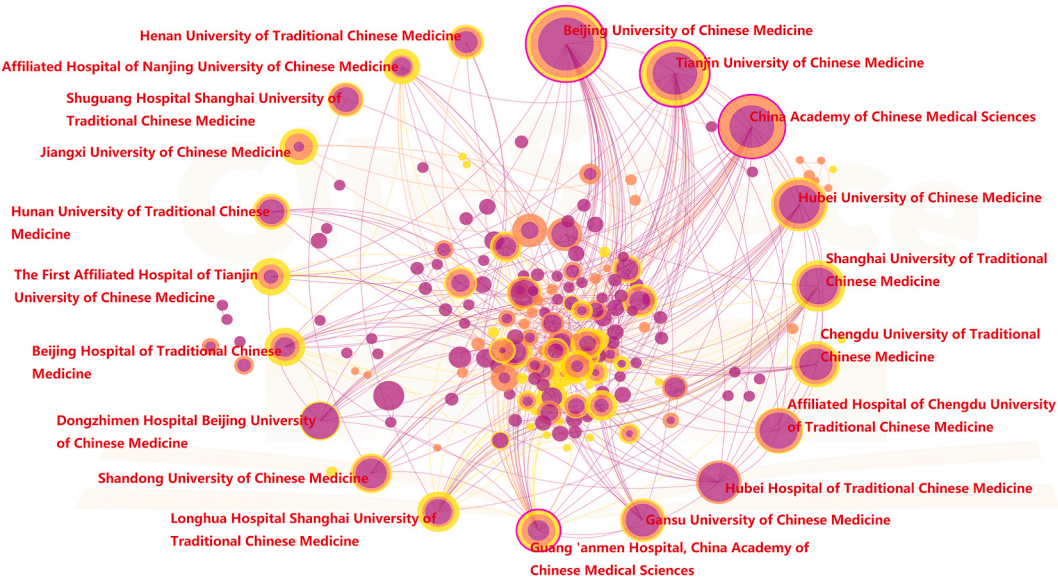 Beijing University of Chinese Medicine
Henan University of Traditional Chinese Medicine
Tianjin University of Chinese Medicine
Affiliated Hospital of Nanjing University of Chinese Medicine
Shuguang Hospital Shanghai University of
Traditional Chinese Medicine
China Academy of Chinese Medical Sciences
Jiangxi University of Chinese Medicine
Hubei University of Chinese Medicine
Hunan University of Traditional Chinese
Medicine
Shanghai University of Traditional
Chinese Medicine
The First Affiliated Hospital of Tianjin
University of Chinese Medicine
Chengdu University of Traditional
Chinese Medicine
Beijing Hospital of Traditional Chinese
Medicine
Affiliated Hospital of Chengdu University
of Traditional Chinese Medicine
Dongzhimen Hospital Beijing University
of Chinese Medicine
Shandong University of Chinese Medicine
Hubei Hospital of Traditional Chinese Medicine
Longhua Hospital Shanghai University of
Traditional Chinese Medicine
Gansu University of Chinese Medicine
Guang 'anmen Hospital, China Academy of
Chinese Medical Sciences